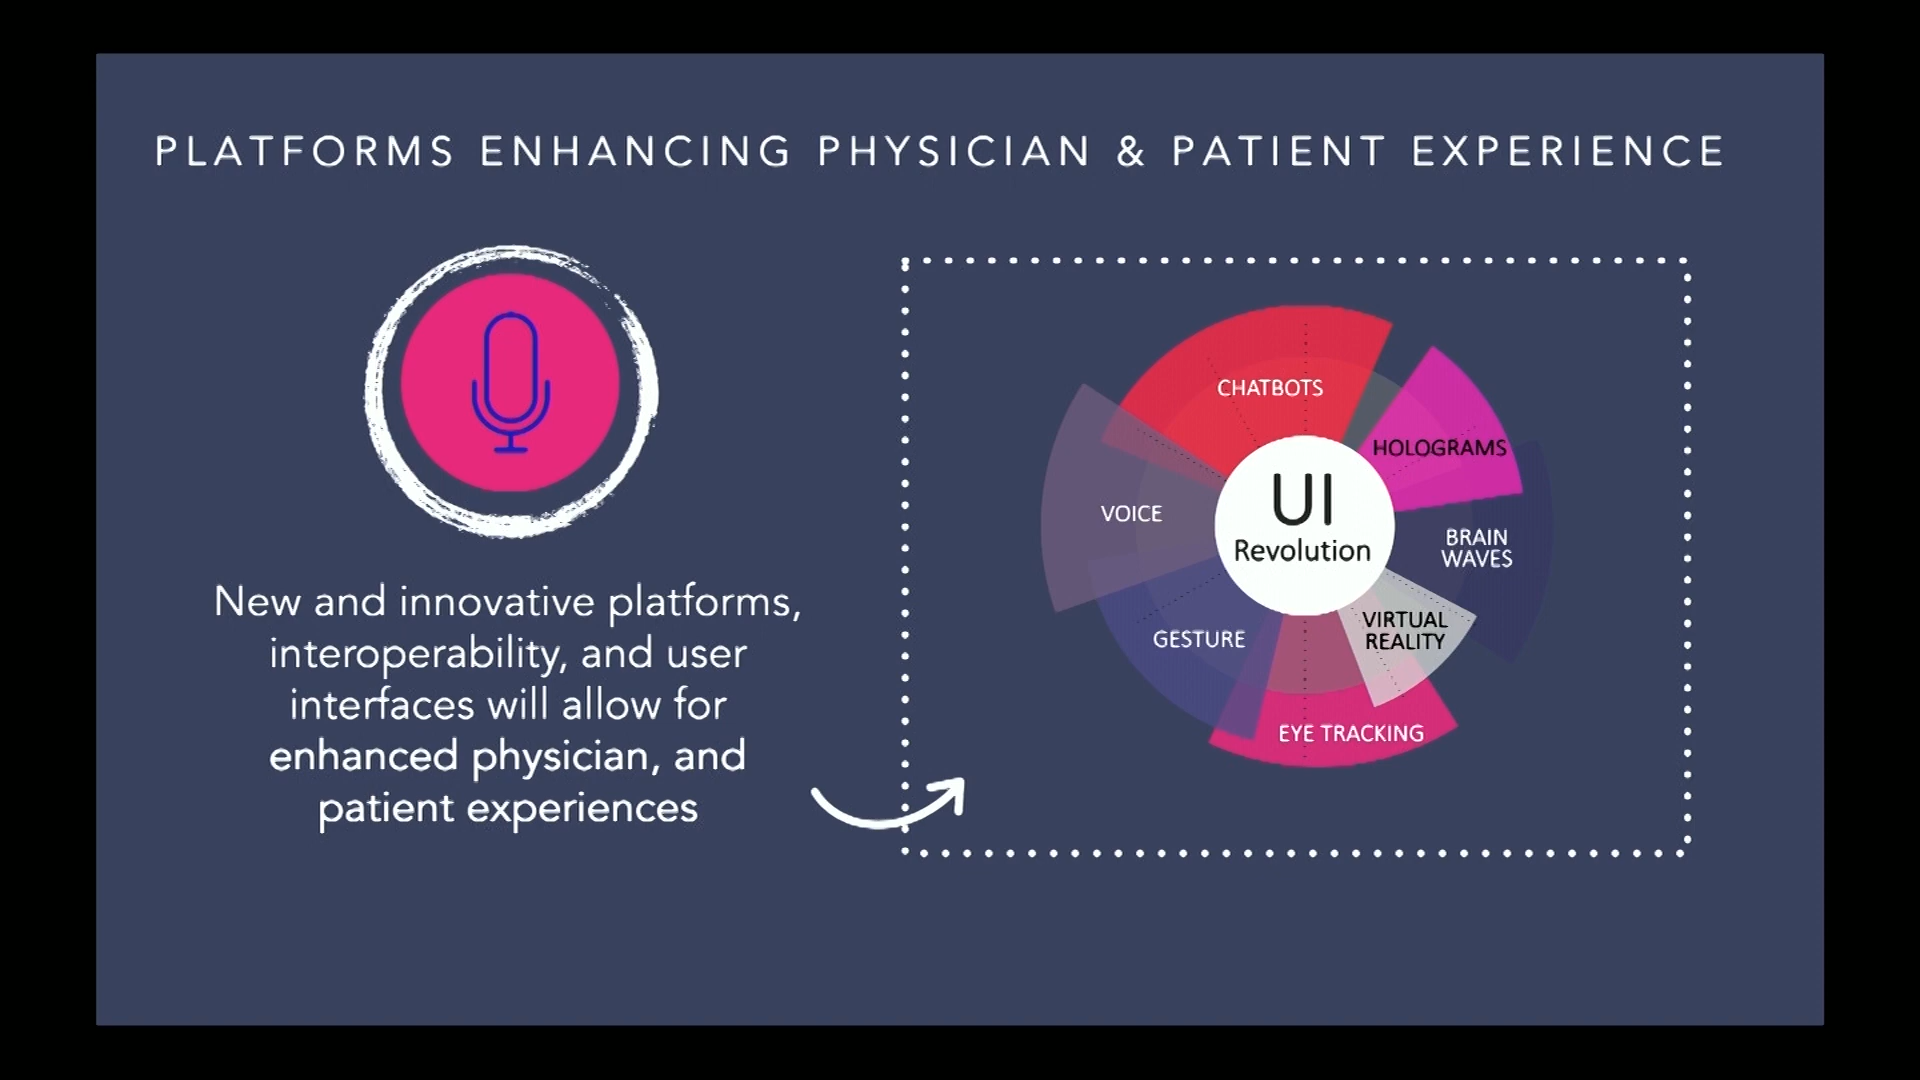 PLATFORMS ENHANCING PHYSICIAN & PATIENT EXPERIENCE
New and innovative platforms,
interoperability, and user
interfaces will allow for
enhanced physician, and
patient experiences
CHATBOTS
HOLOGRAMS
VOICE
UI
Revolution
BRAIN
WAVES
VIRTUAL
REALITY
GESTURE
EYE TRACKING